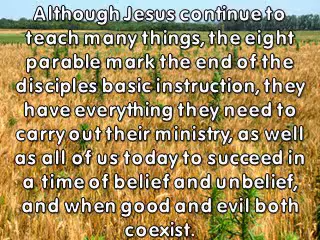 Although Jesus continue to
teach many things, the eight
parable mark the end of the
disciples basic instruction, they
have everything they need to
carry out their ministry, as well
as all of us today to succeed in
a time of belief and unbelief,
and when good and evil both
coexist.